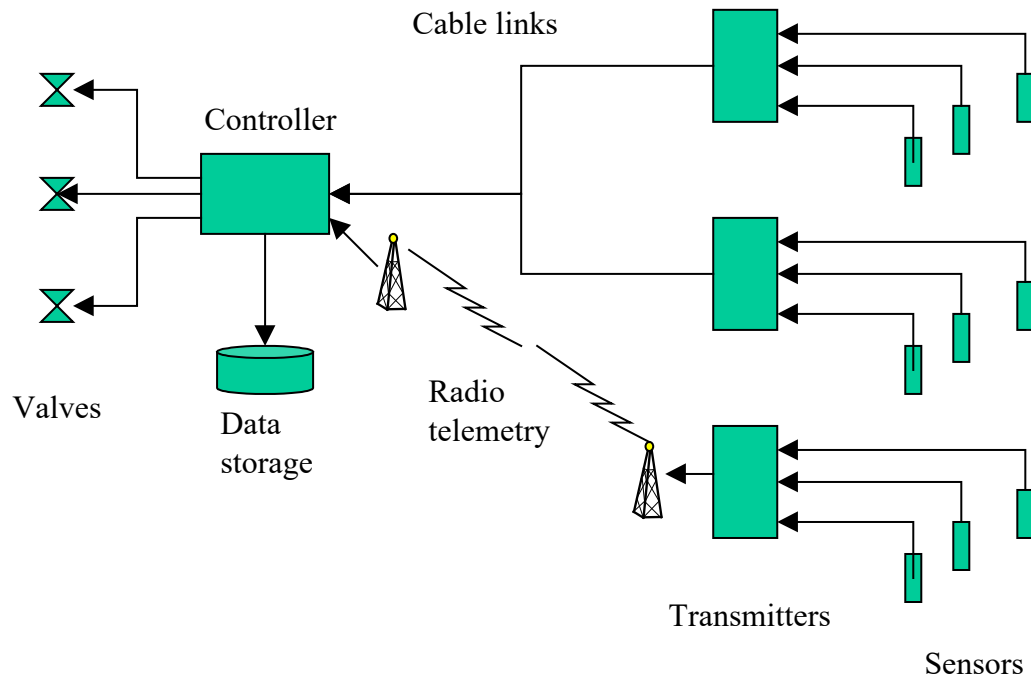 Cable links
Controller
Valves
Data
storage
Radio
telemetry
Transmitters
Sensors